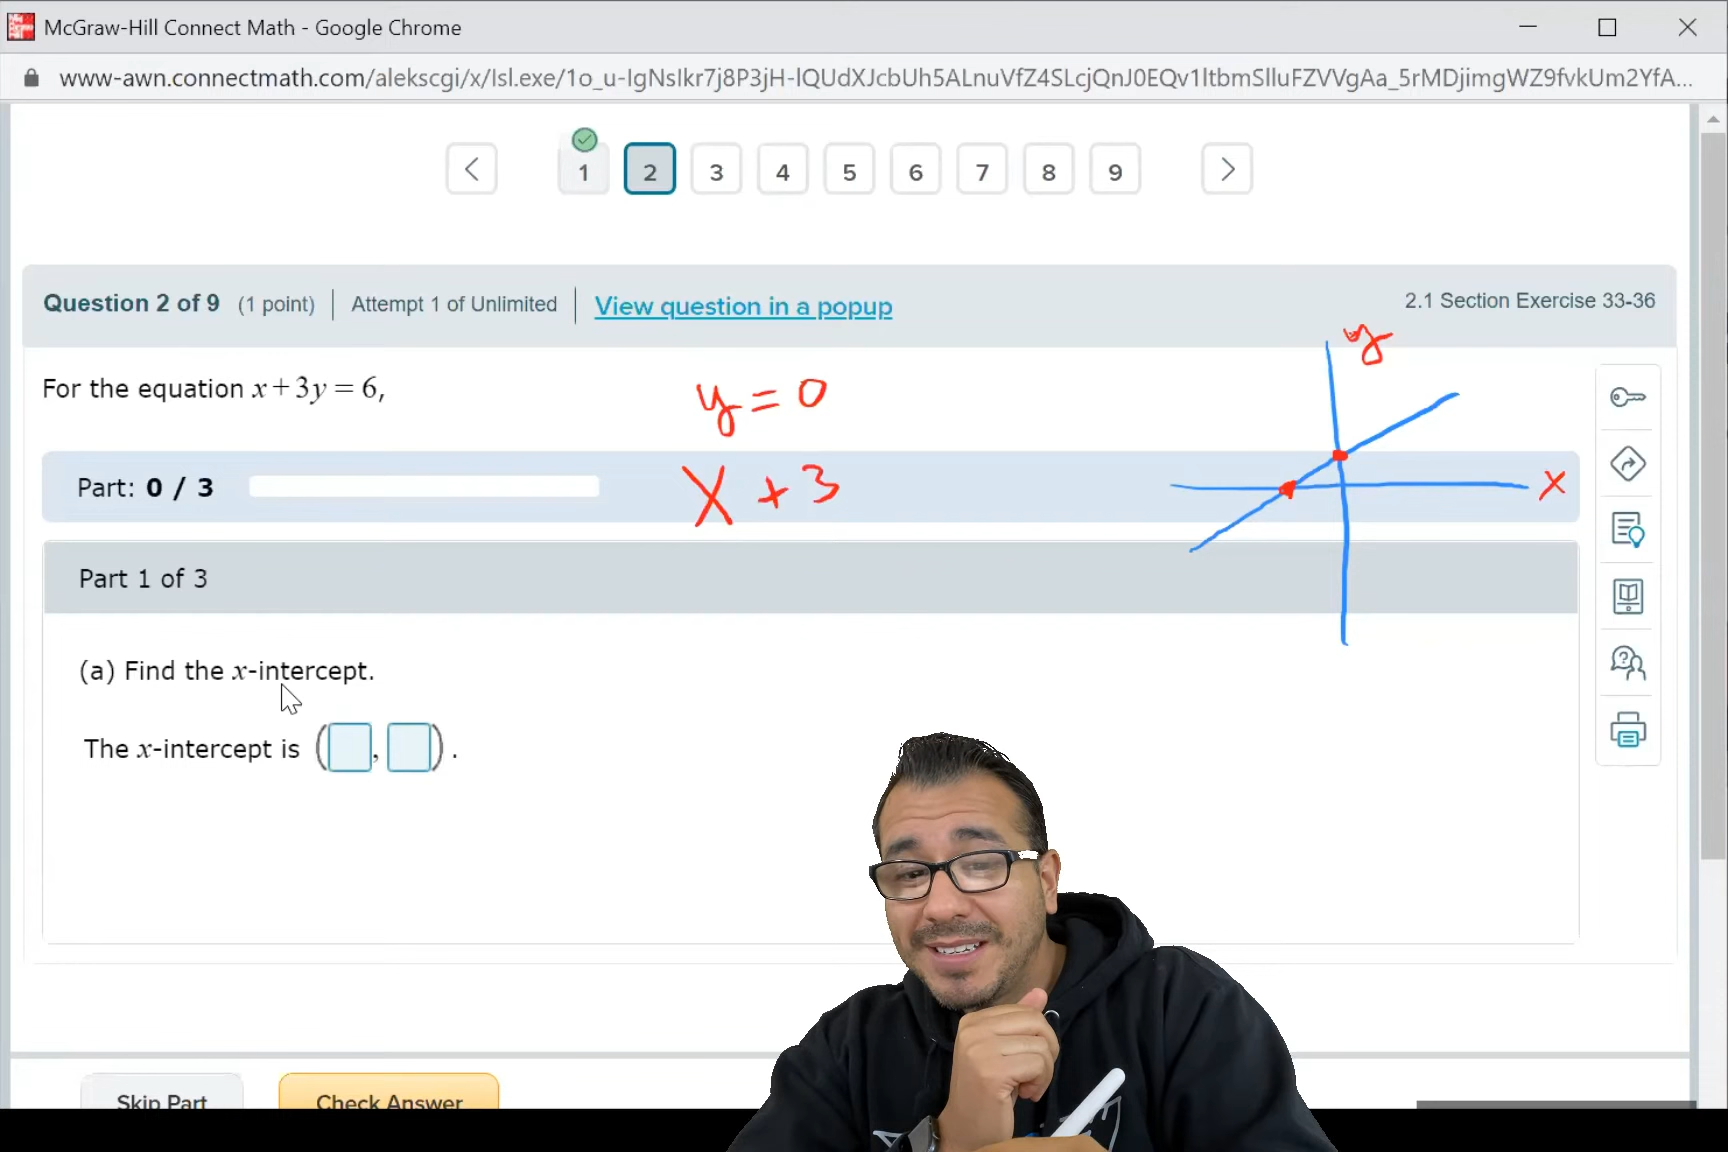 McGraw-Hill Connect Math - Google Chrome
www-awn.connectmath.com/alekscgi/x/Isl.exe/1o_u-IgNsIkr7j8P3jH-lQUdXJcbUh5ALnuVfZ4SLcjQnJ0EQv1ltbmSlluFZVVgAa_5rMDjimgWZ9fvkUm2YfA...
1 2 3 4 5 6 7 8 9
Question 2 of 9 (1 point) Attempt 1 of Unlimited View question in a popup 2.1 Section Exercise 33-36
y
For the equation x+3y = 6,
y = 0
Part: 0 / 3
x + 3
x
Part 1 of 3
(a) Find the x-intercept.
The x-intercept is ( , ) .
Skip Part Check Answer